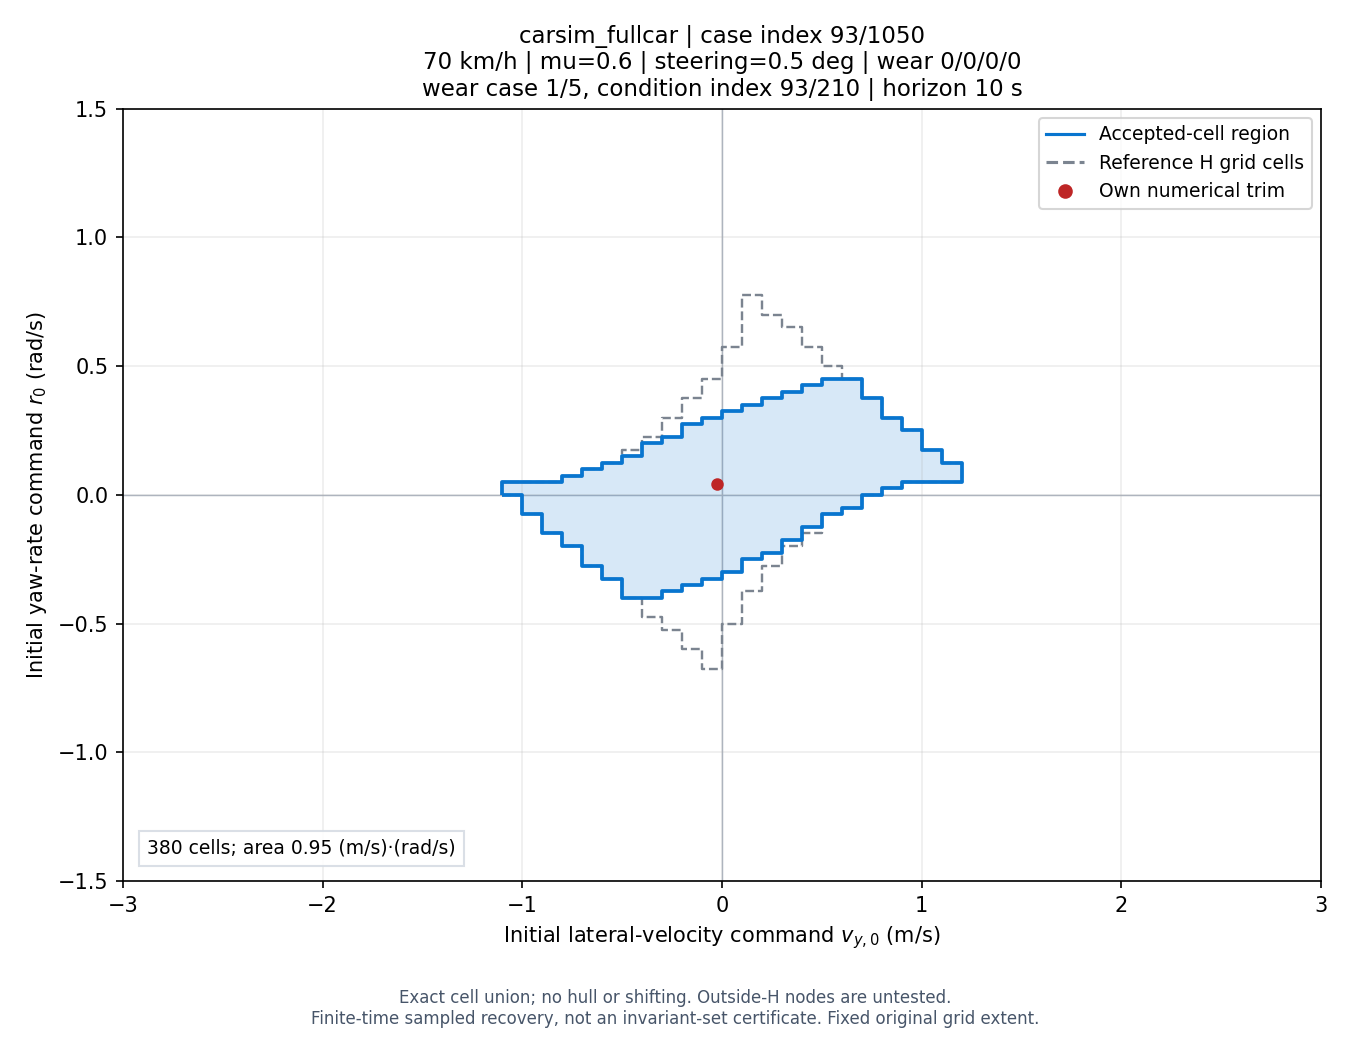 carsim_fullcar | case index 93/1050
70 km/h | mu=0.6 | steering=0.5 deg | wear 0/0/0/0
wear case 1/5, condition index 93/210 | horizon 10 s
Accepted-cell region
Reference H grid cells
Own numerical trim
1.5
1.0
0.5
0.0
−0.5
−1.0
−1.5
Initial yaw-rate command r0 (rad/s)
380 cells; area 0.95 (m/s)·(rad/s)
−3
−2
−1
0
1
2
3
Initial lateral-velocity command vy,0 (m/s)
Exact cell union; no hull or shifting. Outside-H nodes are untested.
Finite-time sampled recovery, not an invariant-set certificate. Fixed original grid extent.